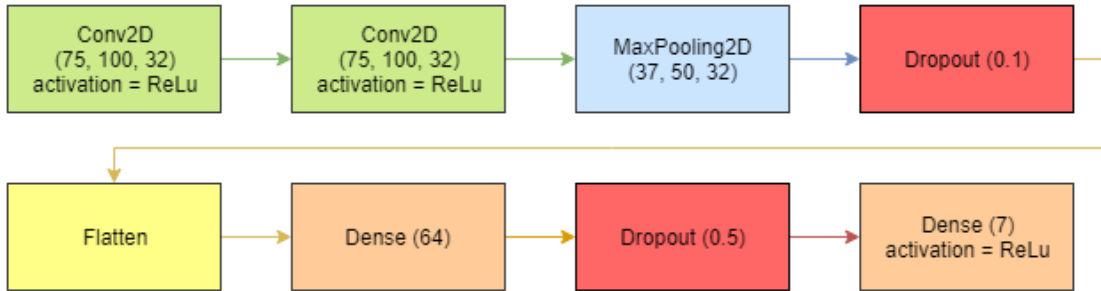 Conv2D
(75, 100, 32)
activation = ReLu
Conv2D
(75, 100, 32)
activation = ReLu
MaxPooling2D
(37, 50, 32)
Dropout (0.1)
Flatten
Dense (64)
Dropout (0.5)
Dense (7)
activation = ReLu